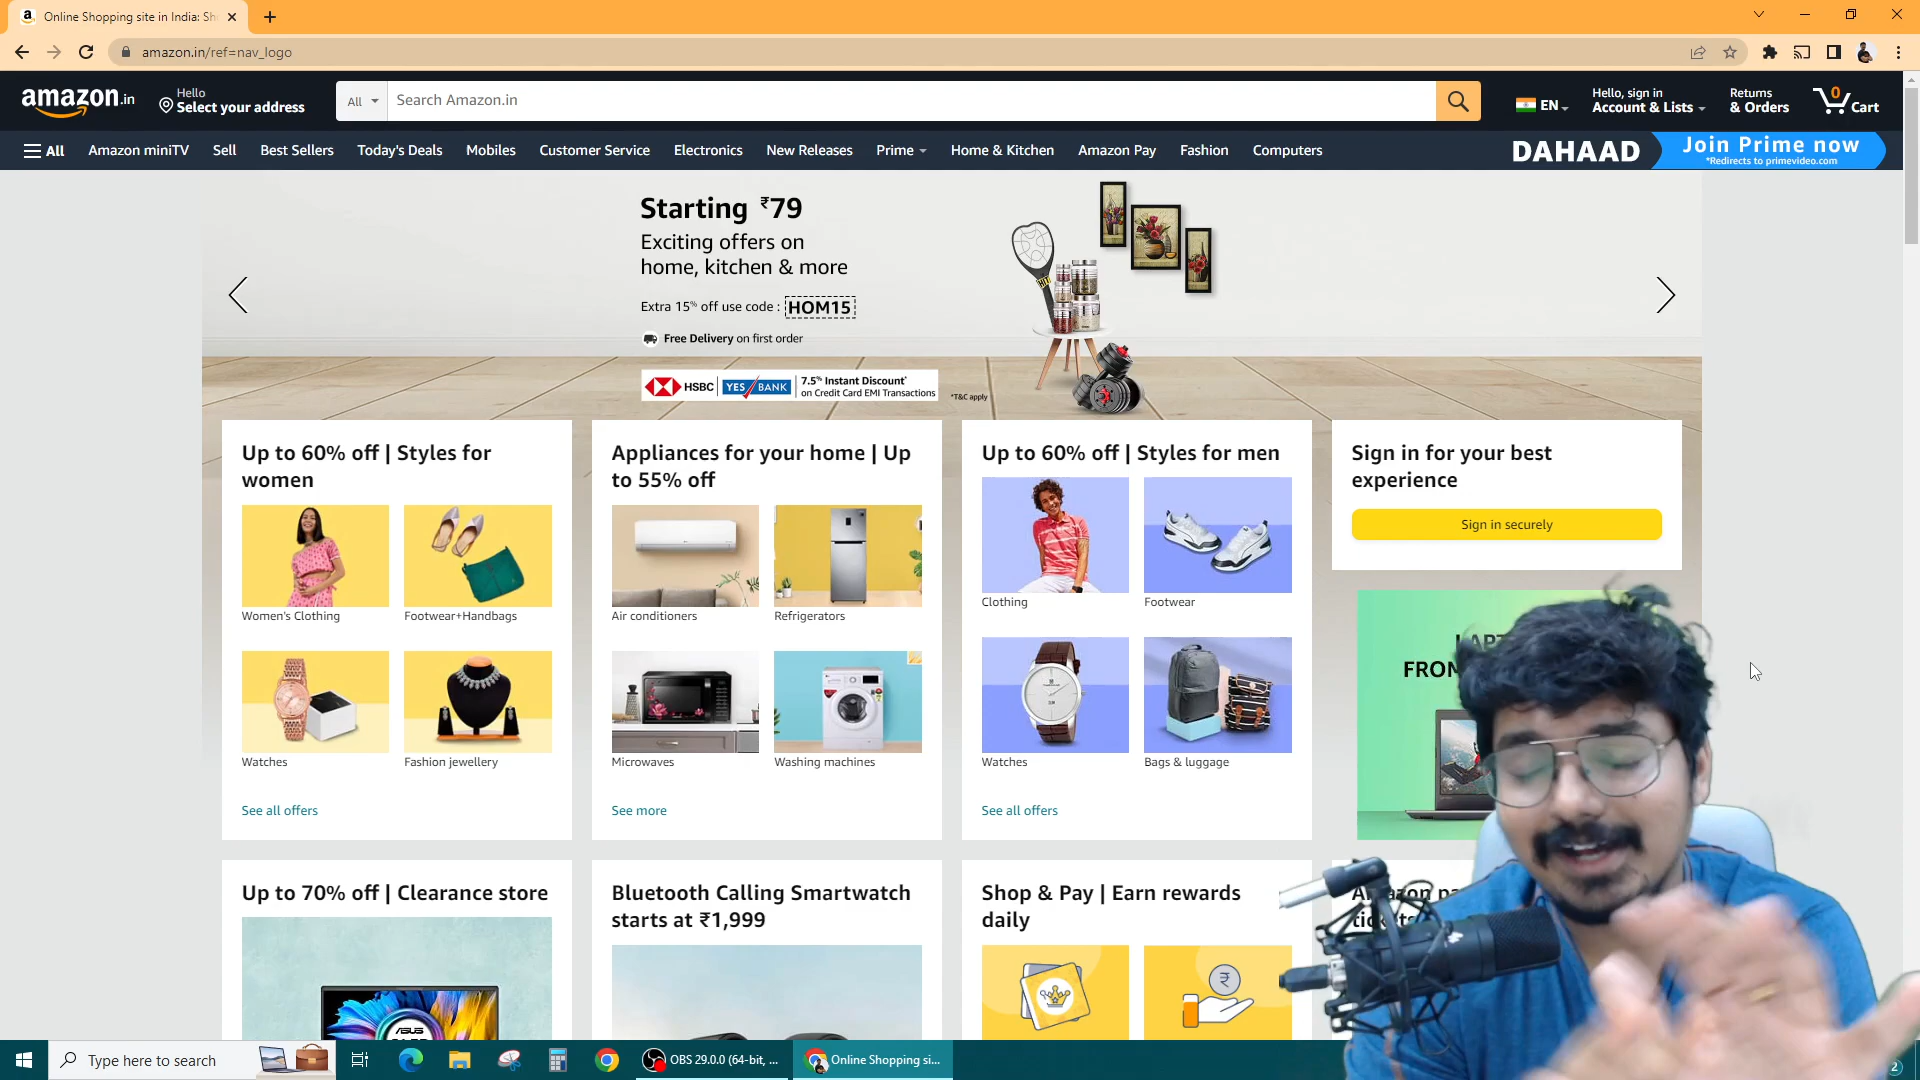 Online Shopping site in India: Sh
amazon.in/ref=nav_logo
amazon.in
Hello
Select your address
All
Search Amazon.in
EN
Hello, sign in
Account & Lists
Returns
& Orders
0
Cart
All
Amazon miniTV
Sell
Best Sellers
Today's Deals
Mobiles
Customer Service
Electronics
New Releases
Prime
Home & Kitchen
Amazon Pay
Fashion
Computers
DAHAAD
Join Prime now
*Redirects to primevideo.com
Starting ₹79
Exciting offers on
home, kitchen & more
Extra 15% off use code : HOM15
Free Delivery on first order
HSBC
YES BANK
7.5% Instant Discount*
on Credit Card EMI Transactions
*T&C apply
Up to 60% off | Styles for
women
Women's Clothing
Footwear+Handbags
Watches
Fashion jewellery
See all offers
Appliances for your home | Up
to 55% off
Air conditioners
Refrigerators
Microwaves
Washing machines
See more
Up to 60% off | Styles for men
Clothing
Footwear
Watches
Bags & luggage
See all offers
Sign in for your best
experience
Sign in securely
Up to 70% off | Clearance store
ASUS
Bluetooth Calling Smartwatch
starts at ₹1,999
Shop & Pay | Earn rewards
daily
₹
Type here to search
OBS 29.0.0 (64-bit, ...
Online Shopping si...
2